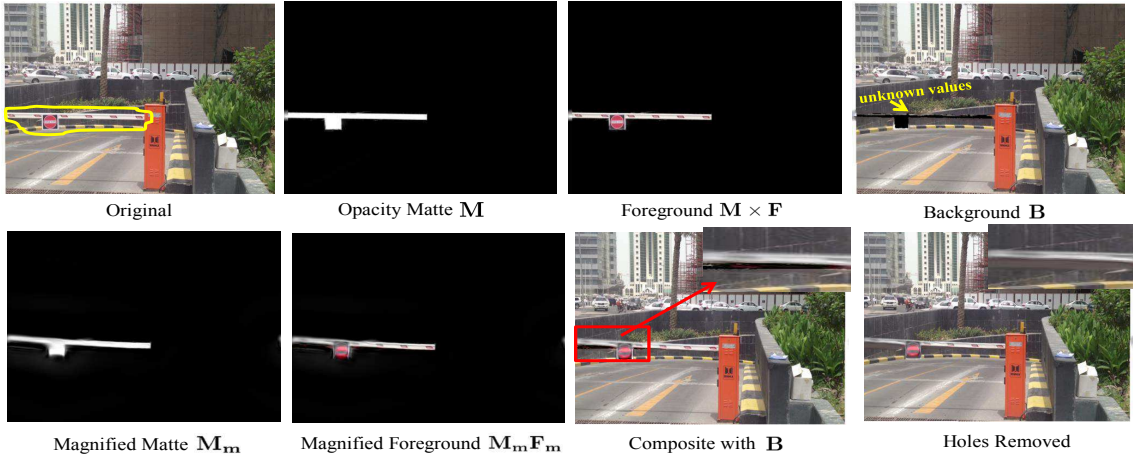 unknown values
Original
Opacity Matte M
Foreground M × F
Background B
Magnified Matte Mₘ
Magnified Foreground MₘFₘ
Composite with B
Holes Removed